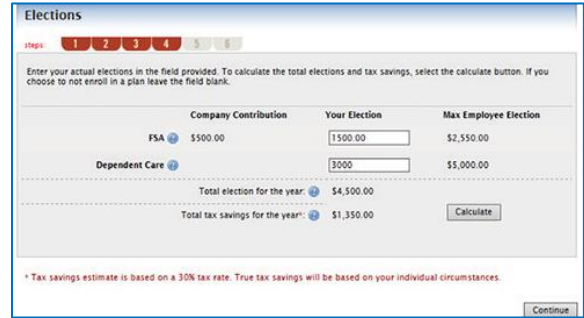 Elections
steps: 1 2 3 4 5 6
Enter your actual elections in the field provided. To calculate the total elections and tax savings, select the calculate button. If you
choose to not enroll in a plan leave the field blank.
Company Contribution Your Election Max Employee Election
FSA $500.00 1500.00 $2,550.00
Dependent Care 3000 $5,000.00
Total election for the year: $4,500.00
Total tax savings for the year*: $1,350.00 Calculate
* Tax savings estimate is based on a 30% tax rate. True tax savings will be based on your individual circumstances.
Continue